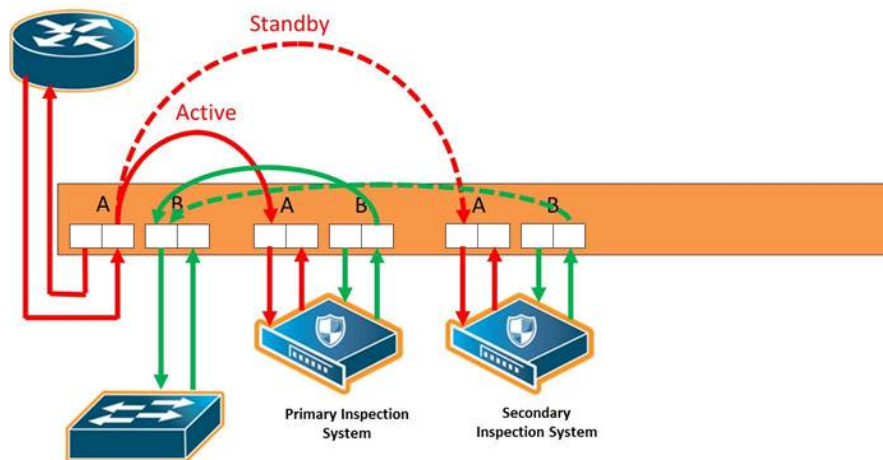 Standby
Active
A
B
A
B
A
B
Primary Inspection
System
Secondary
Inspection System